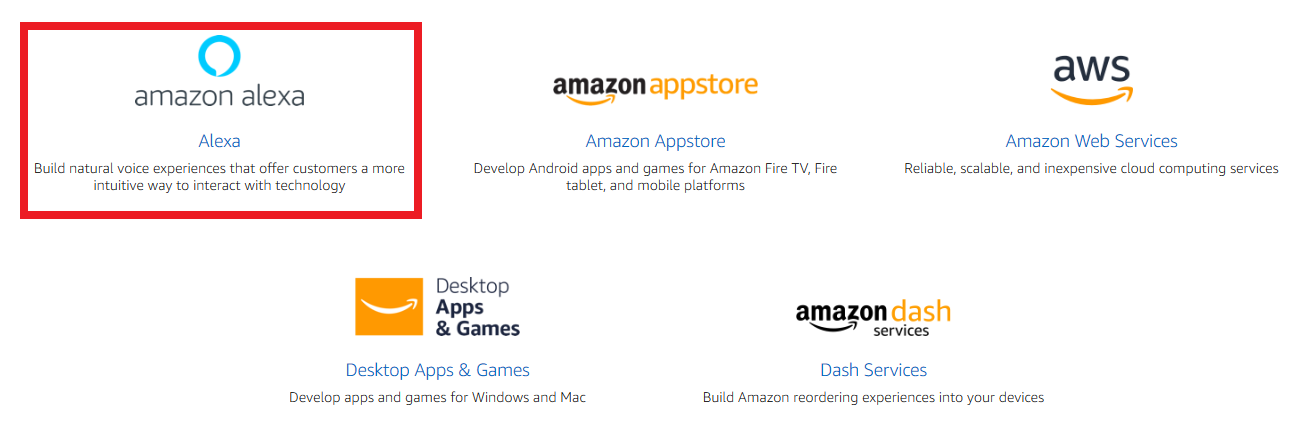 amazon alexa
Alexa
Build natural voice experiences that offer customers a more
intuitive way to interact with technology
amazon appstore
Amazon Appstore
Develop Android apps and games for Amazon Fire TV, Fire
tablet, and mobile platforms
aws
Amazon Web Services
Reliable, scalable, and inexpensive cloud computing services
Desktop
Apps
& Games
Desktop Apps & Games
Develop apps and games for Windows and Mac
amazon dash
services
Dash Services
Build Amazon reordering experiences into your devices